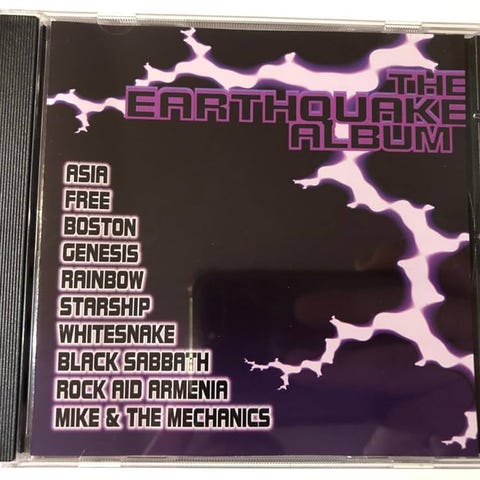 THE
EARTHQUAKE
ALBUM
ASIA
FREE
BOSTON
GENESIS
RAINBOW
STARSHIP
WHITESNAKE
BLACK SABBATH
ROCK AID ARMENIA
MIKE & THE MECHANICS